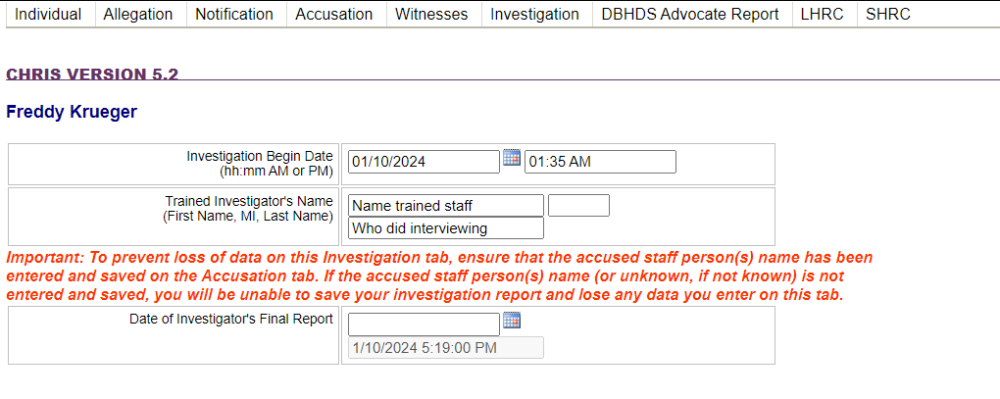 Individual Allegation Notification Accusation Witnesses Investigation DBHDS Advocate Report LHRC SHRC
CHRIS VERSION 5.2
Freddy Krueger
Investigation Begin Date
(hh:mm AM or PM)
01/10/2024 01:35 AM
Trained Investigator's Name
(First Name, MI, Last Name)
Name trained staff
Who did interviewing
Important: To prevent loss of data on this Investigation tab, ensure that the accused staff person(s) name has been
entered and saved on the Accusation tab. If the accused staff person(s) name (or unknown, if not known) is not
entered and saved, you will be unable to save your investigation report and lose any data you enter on this tab.
Date of Investigator's Final Report
1/10/2024 5:19:00 PM